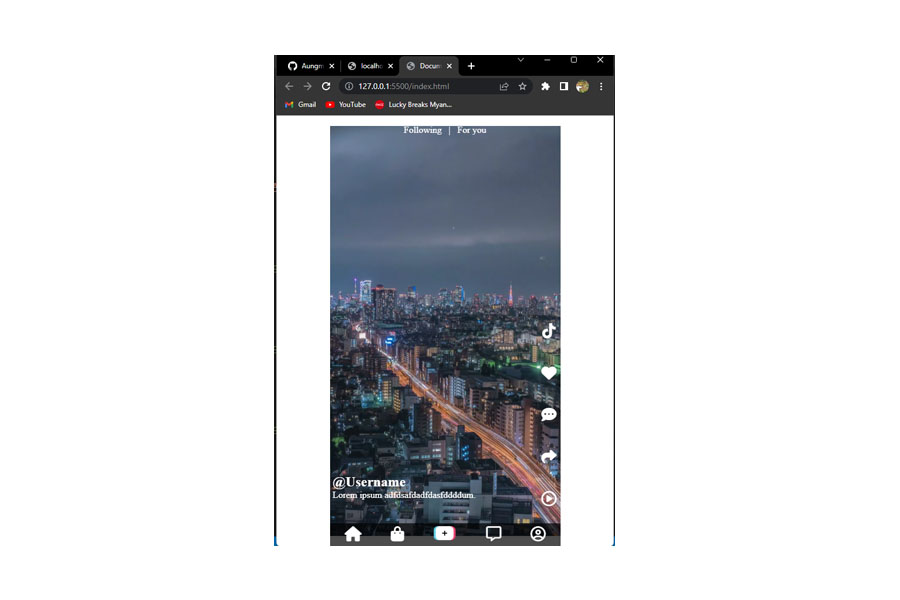 Aungm
localho
Docum
127.0.0.1:5500/index.html
Gmail
YouTube
Lucky Breaks Myan...
Following | For you
@Username
Lorem ipsum adfdsafdadfdasfddddum